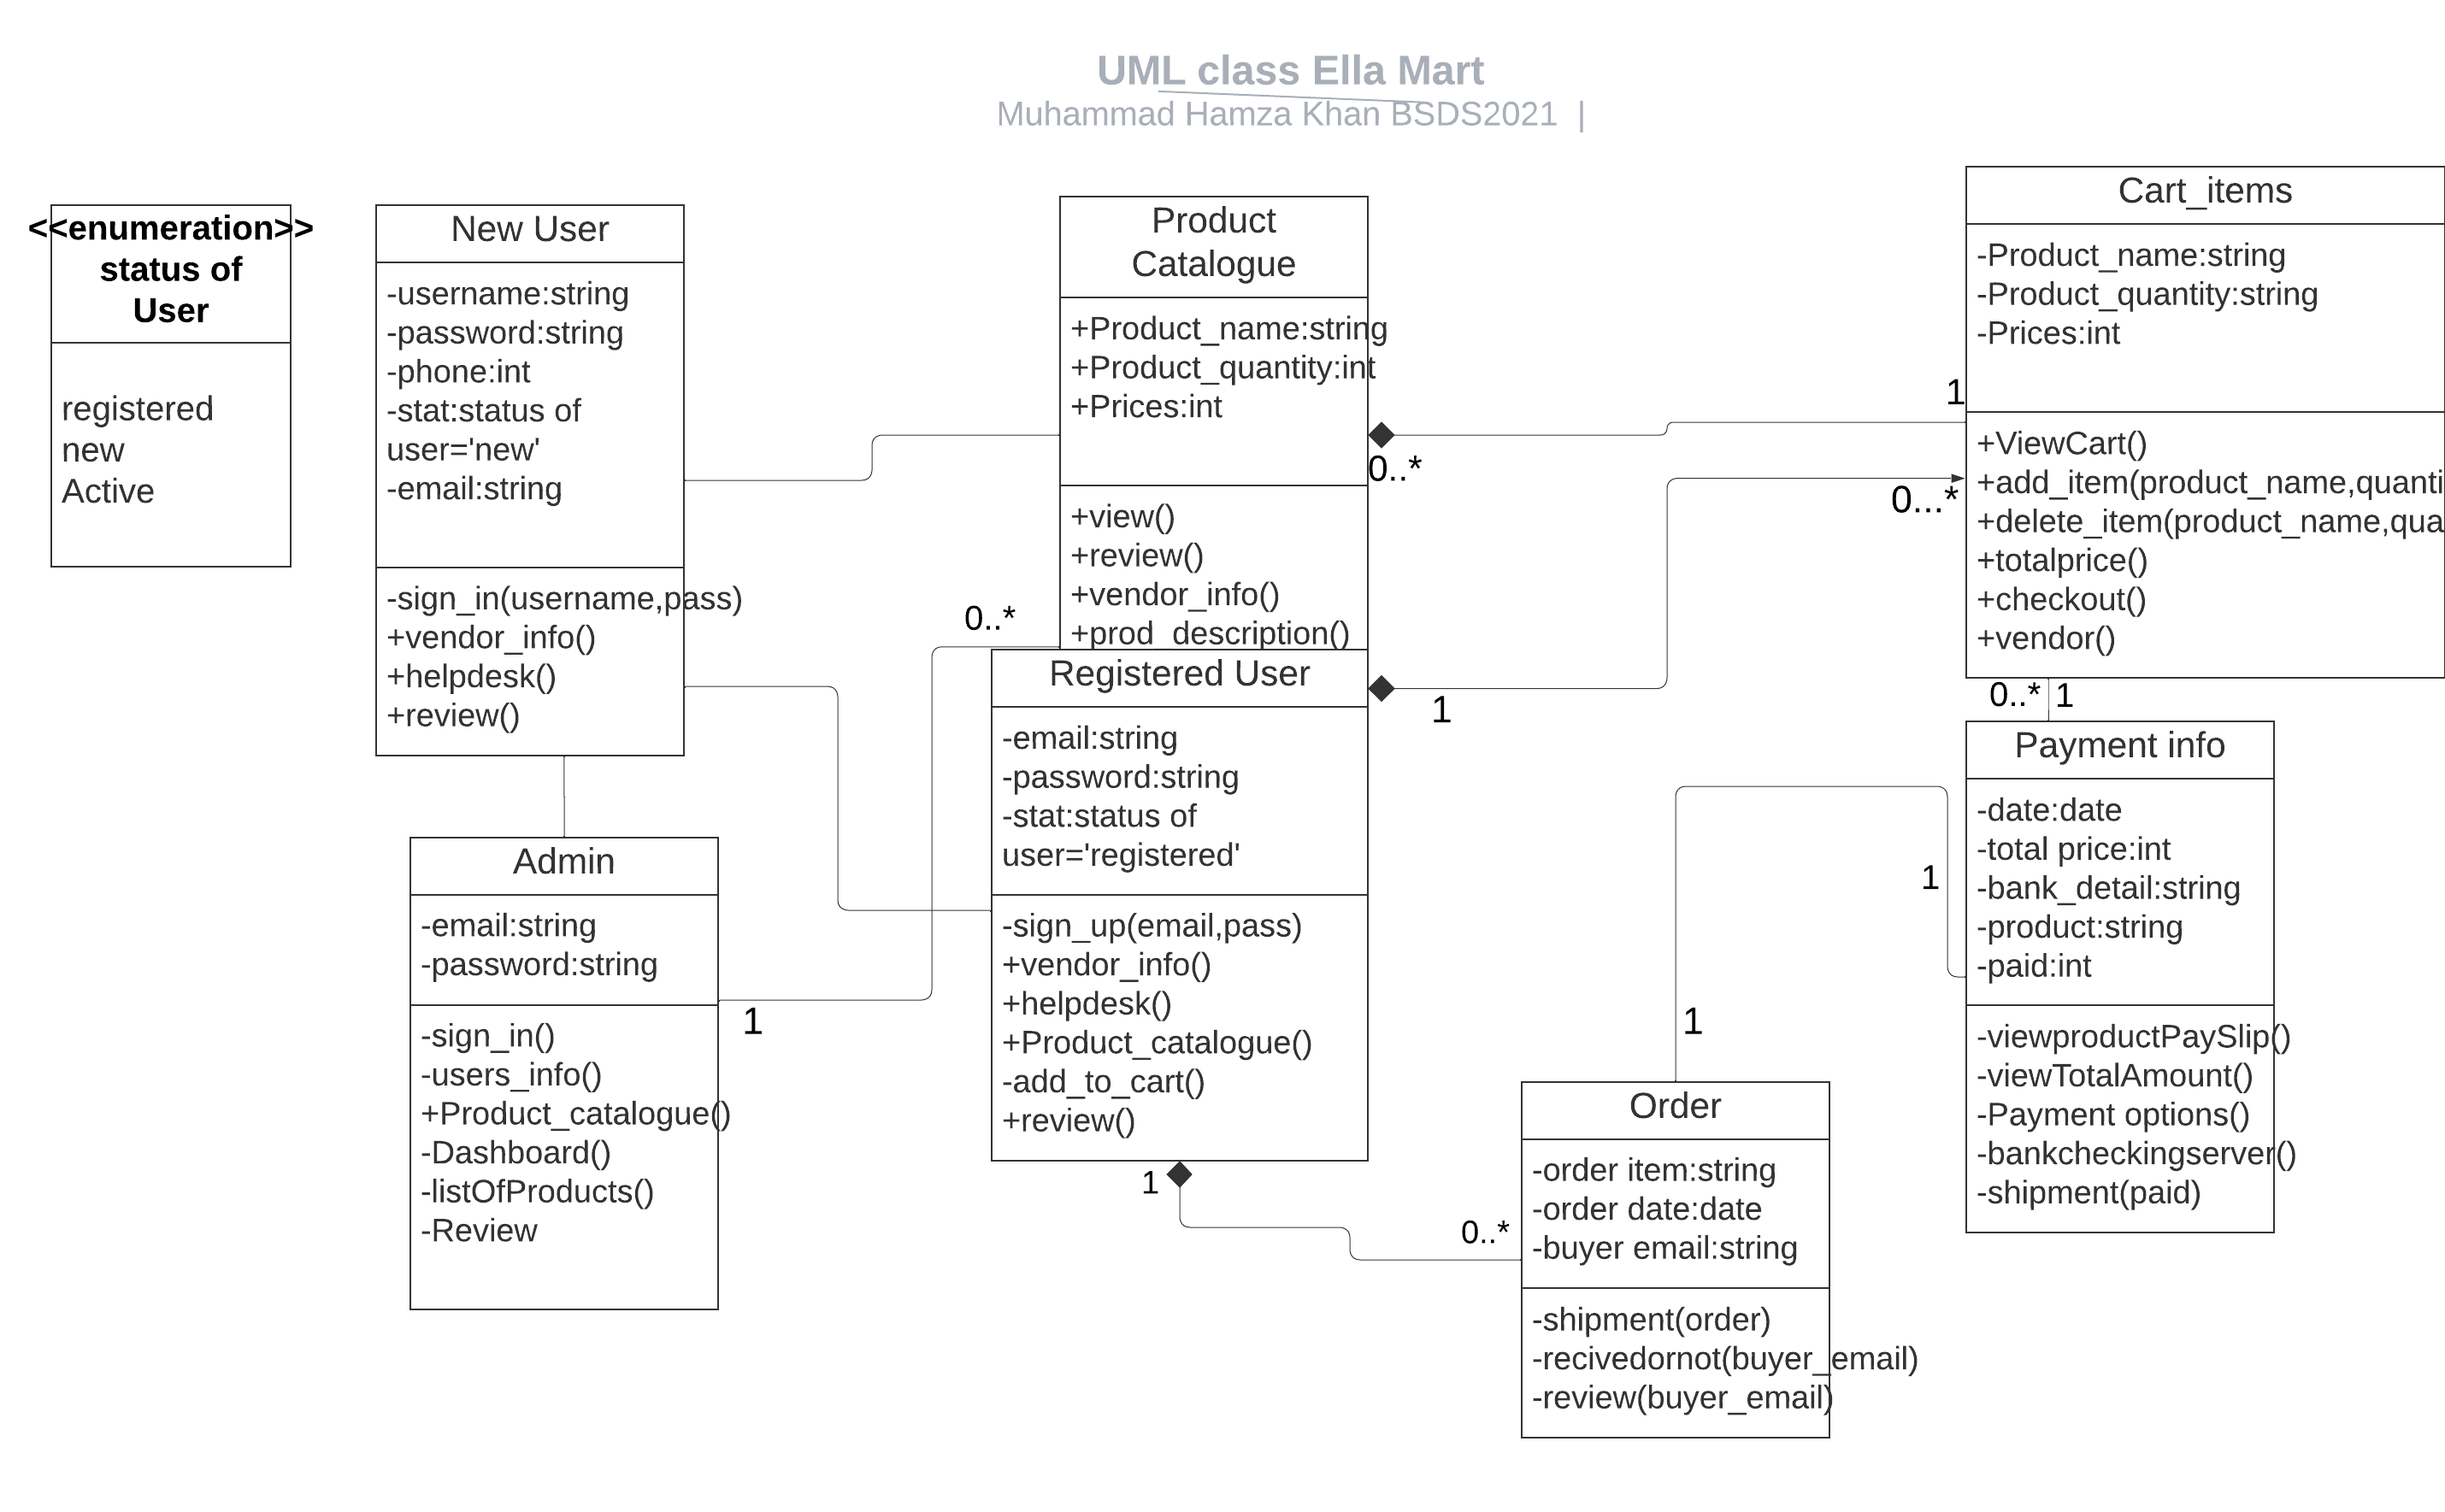 UML class Ella Mart
Muhammad Hamza Khan BSDS2021 |
<<enumeration>>
status of
User
registered
new
Active
New User
-username:string
-password:string
-phone:int
-stat:status of
user='new'
-email:string
-sign_in(username,pass)
+vendor_info()
+helpdesk()
+review()
Product
Catalogue
+Product_name:string
+Product_quantity:int
+Prices:int
+view()
+review()
+vendor_info()
+prod_description()
Cart_items
-Product_name:string
-Product_quantity:string
-Prices:int
+ViewCart()
+add_item(product_name,quanti
+delete_item(product_name,qua
+totalprice()
+checkout()
+vendor()
1
0..*
0...*
0..*
1
0..* 1
Registered User
-email:string
-password:string
-stat:status of
user='registered'
-sign_up(email,pass)
+vendor_info()
+helpdesk()
+Product_catalogue()
-add_to_cart()
+review()
Admin
-email:string
-password:string
-sign_in()
-users_info()
+Product_catalogue()
-Dashboard()
-listOfProducts()
-Review
1
Payment info
-date:date
-total price:int
-bank_detail:string
-product:string
-paid:int
-viewproductPaySlip()
-viewTotalAmount()
-Payment options()
-bankcheckingserver()
-shipment(paid)
1
1
Order
-order item:string
-order date:date
-buyer email:string
-shipment(order)
-recivedornot(buyer_email)
-review(buyer_email)
1
0..*